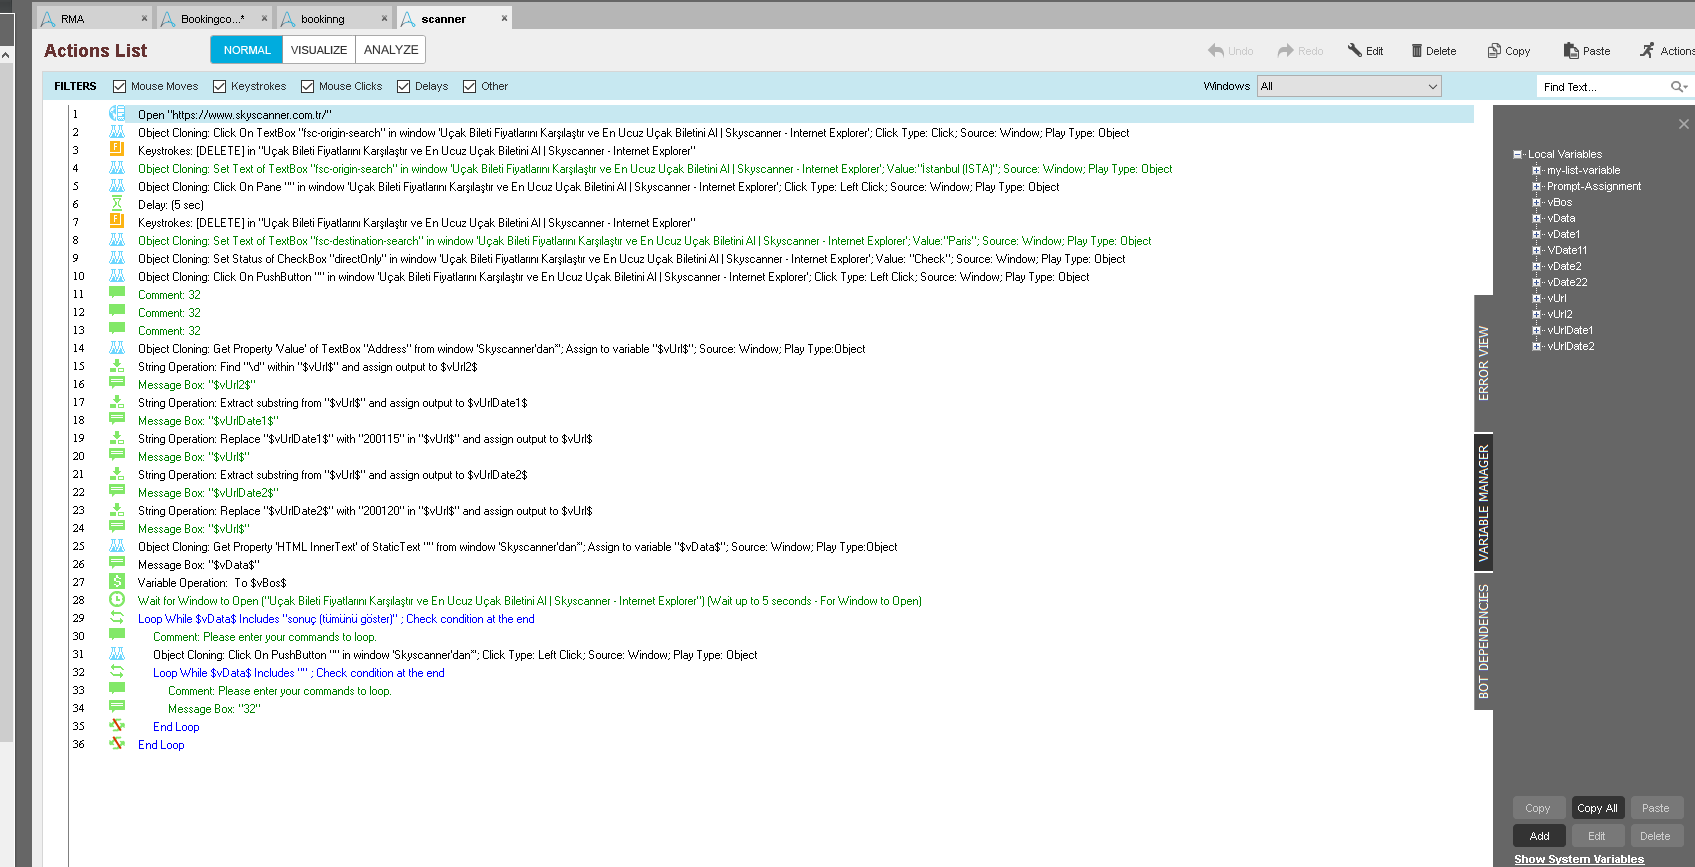 RMA
Bookingco...*
bookinng
scanner
Actions List
NORMAL
VISUALIZE
ANALYZE
Undo
Redo
Edit
Delete
Copy
Paste
Actions
FILTERS
Mouse Moves
Keystrokes
Mouse Clicks
Delays
Other
Windows
All
Find Text...
1 Open "https://www.skyscanner.com.tr/"
2 Object Cloning: Click On TextBox "fsc-origin-search" in window 'Uçak Bileti Fiyatlarını Karşılaştır ve En Ucuz Uçak Biletini Al | Skyscanner - Internet Explorer'; Click Type: Click; Source: Window; Play Type: Object
3 Keystrokes: [DELETE] in "Uçak Bileti Fiyatlarını Karşılaştır ve En Ucuz Uçak Biletini Al | Skyscanner - Internet Explorer"
4 Object Cloning: Set Text of TextBox "fsc-origin-search" in window 'Uçak Bileti Fiyatlarını Karşılaştır ve En Ucuz Uçak Biletini Al | Skyscanner - Internet Explorer'; Value:"İstanbul (ISTA)"; Source: Window; Play Type: Object
5 Object Cloning: Click On Pane "" in window 'Uçak Bileti Fiyatlarını Karşılaştır ve En Ucuz Uçak Biletini Al | Skyscanner - Internet Explorer'; Click Type: Left Click; Source: Window; Play Type: Object
6 Delay: (5 sec)
7 Keystrokes: [DELETE] in "Uçak Bileti Fiyatlarını Karşılaştır ve En Ucuz Uçak Biletini Al | Skyscanner - Internet Explorer"
8 Object Cloning: Set Text of TextBox "fsc-destination-search" in window 'Uçak Bileti Fiyatlarını Karşılaştır ve En Ucuz Uçak Biletini Al | Skyscanner - Internet Explorer'; Value:"Paris"; Source: Window; Play Type: Object
9 Object Cloning: Set Status of CheckBox "directOnly" in window 'Uçak Bileti Fiyatlarını Karşılaştır ve En Ucuz Uçak Biletini Al | Skyscanner - Internet Explorer'; Value: "Check"; Source: Window; Play Type: Object
10 Object Cloning: Click On PushButton "" in window 'Uçak Bileti Fiyatlarını Karşılaştır ve En Ucuz Uçak Biletini Al | Skyscanner - Internet Explorer'; Click Type: Left Click; Source: Window; Play Type: Object
11 Comment: 32
12 Comment: 32
13 Comment: 32
14 Object Cloning: Get Property 'Value' of TextBox "Address" from window 'Skyscanner'dan*'; Assign to variable "$vUrl$"; Source: Window; Play Type:Object
15 String Operation: Find "\d" within "$vUrl$" and assign output to $vUrl2$
16 Message Box: "$vUrl2$"
17 String Operation: Extract substring from "$vUrl$" and assign output to $vUrlDate1$
18 Message Box: "$vUrlDate1$"
19 String Operation: Replace "$vUrlDate1$" with "200115" in "$vUrl$" and assign output to $vUrl$
20 Message Box: "$vUrl$"
21 String Operation: Extract substring from "$vUrl$" and assign output to $vUrlDate2$
22 Message Box: "$vUrlDate2$"
23 String Operation: Replace "$vUrlDate2$" with "200120" in "$vUrl$" and assign output to $vUrl$
24 Message Box: "$vUrl$"
25 Object Cloning: Get Property 'HTML InnerText' of StaticText "" from window 'Skyscanner'dan*'; Assign to variable "$vData$"; Source: Window; Play Type:Object
26 Message Box: "$vData$"
27 Variable Operation: To $vBos$
28 Wait for Window to Open ("Uçak Bileti Fiyatlarını Karşılaştır ve En Ucuz Uçak Biletini Al | Skyscanner - Internet Explorer") (Wait up to 5 seconds - For Window to Open)
29 Loop While $vData$ Includes "sonuç (tümünü göster)" ; Check condition at the end
30 Comment: Please enter your commands to loop.
31 Object Cloning: Click On PushButton "" in window 'Skyscanner'dan*'; Click Type: Left Click; Source: Window; Play Type: Object
32 Loop While $vData$ Includes "" ; Check condition at the end
33 Comment: Please enter your commands to loop.
34 Message Box: "32"
35 End Loop
36 End Loop
ERROR VIEW
VARIABLE MANAGER
BOT DEPENDENCIES
Local Variables
my-list-variable
Prompt-Assignment
vBos
vData
vDate1
VDate11
vDate2
vDate22
vUrl
vUrl2
vUrlDate1
vUrlDate2
Copy
Copy All
Paste
Add
Edit
Delete
Show System Variables